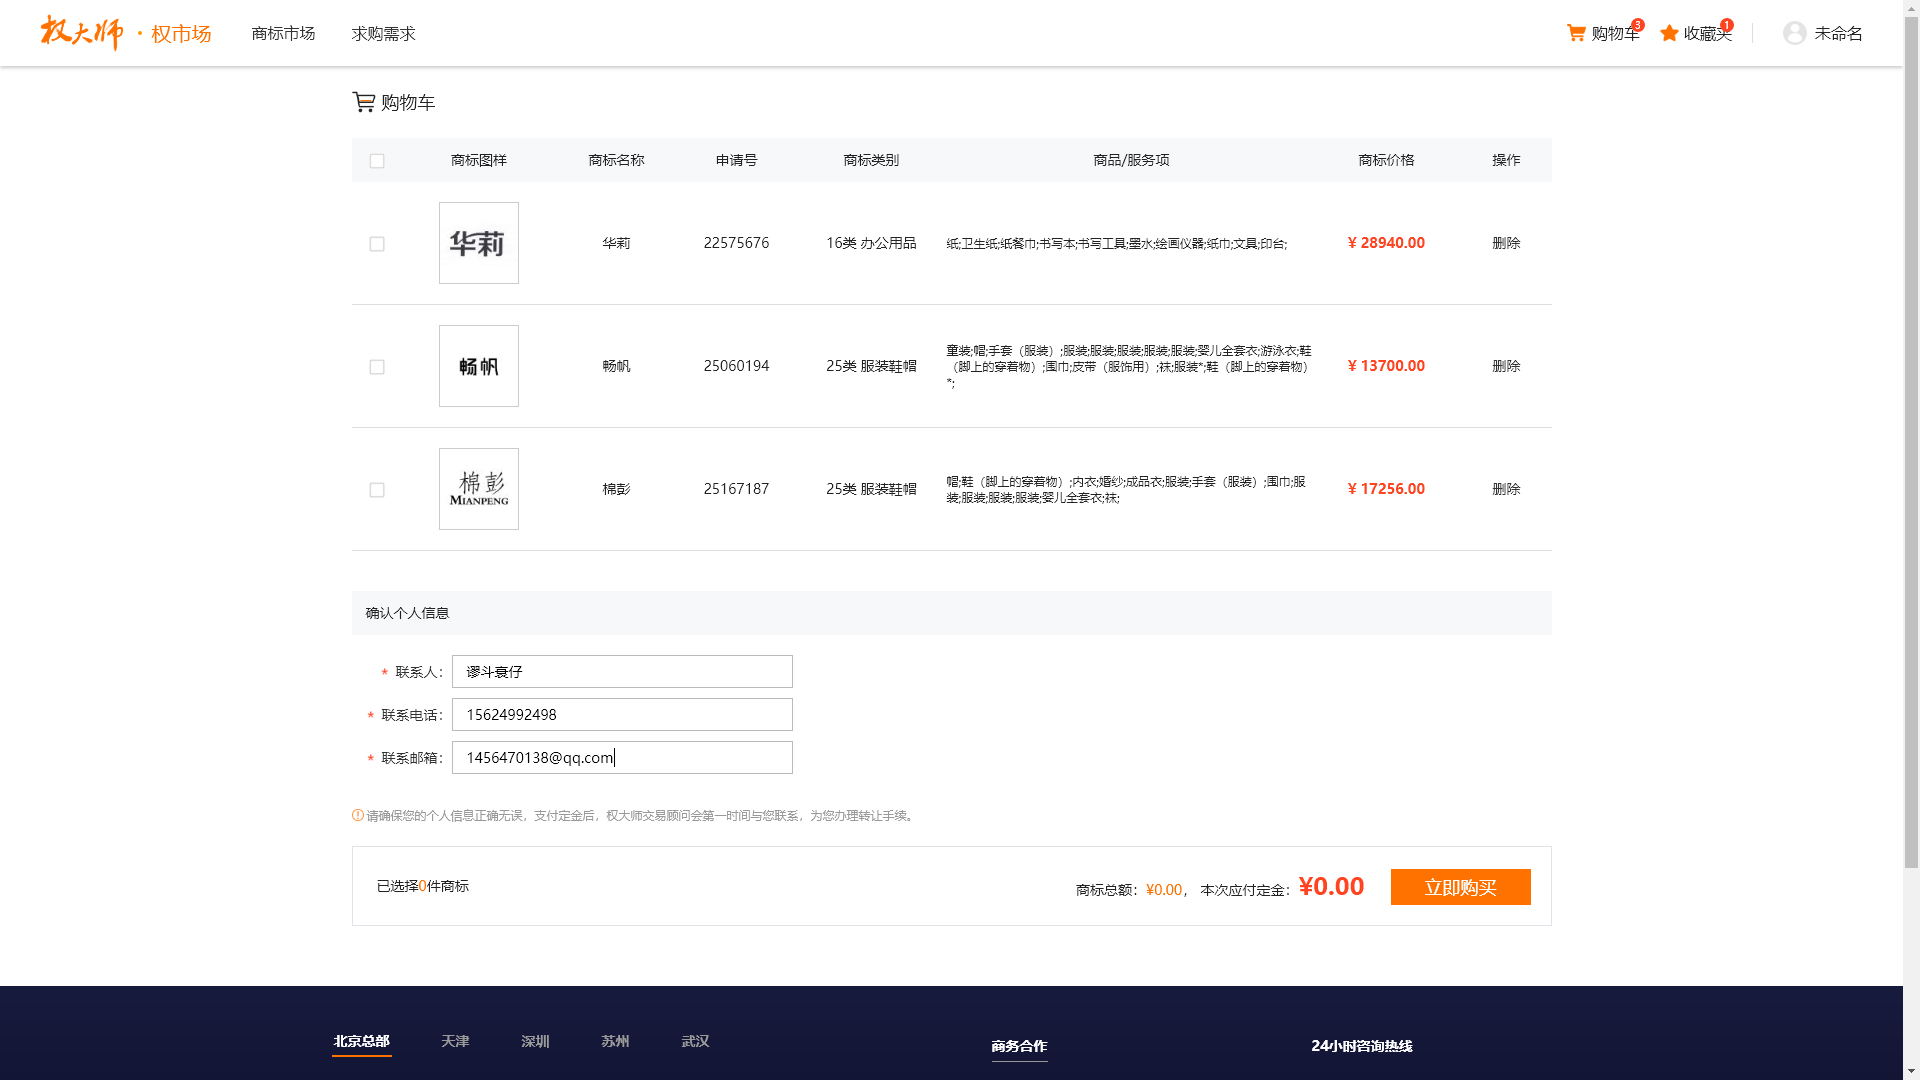 权大师 · 权市场
商标市场
求购需求
购物车
3
收藏夹
1
未命名
购物车
商标图样 商标名称 申请号 商标类别 商品/服务项 商标价格 操作
华莉
华莉 22575676 16类 办公用品 纸;卫生纸;纸餐巾;书写本;书写工具;墨水;绘画仪器;纸巾;文具;印台; ¥ 28940.00 删除
畅帆
畅帆 25060194 25类 服装鞋帽
童装;帽;手套（服装）;服装;服装;服装;服装;服装;婴儿全套衣;游泳衣;鞋
（脚上的穿着物）;围巾;皮带（服饰用）;袜;服装*;鞋（脚上的穿着物）
*;
¥ 13700.00 删除
棉彭
MIANPENG
棉彭 25167187 25类 服装鞋帽
帽;鞋（脚上的穿着物）;内衣;婚纱;成品衣;服装;手套（服装）;围巾;服
装;服装;服装;服装;婴儿全套衣;袜;
¥ 17256.00 删除
确认个人信息
* 联系人： 谬斗衰仔
* 联系电话： 15624992498
* 联系邮箱： 1456470138@qq.com
请确保您的个人信息正确无误，支付定金后，权大师交易顾问会第一时间与您联系，为您办理转让手续。
已选择0件商标
商标总额：¥0.00， 本次应付定金：¥0.00
立即购买
北京总部 天津 深圳 苏州 武汉
商务合作
24小时咨询热线